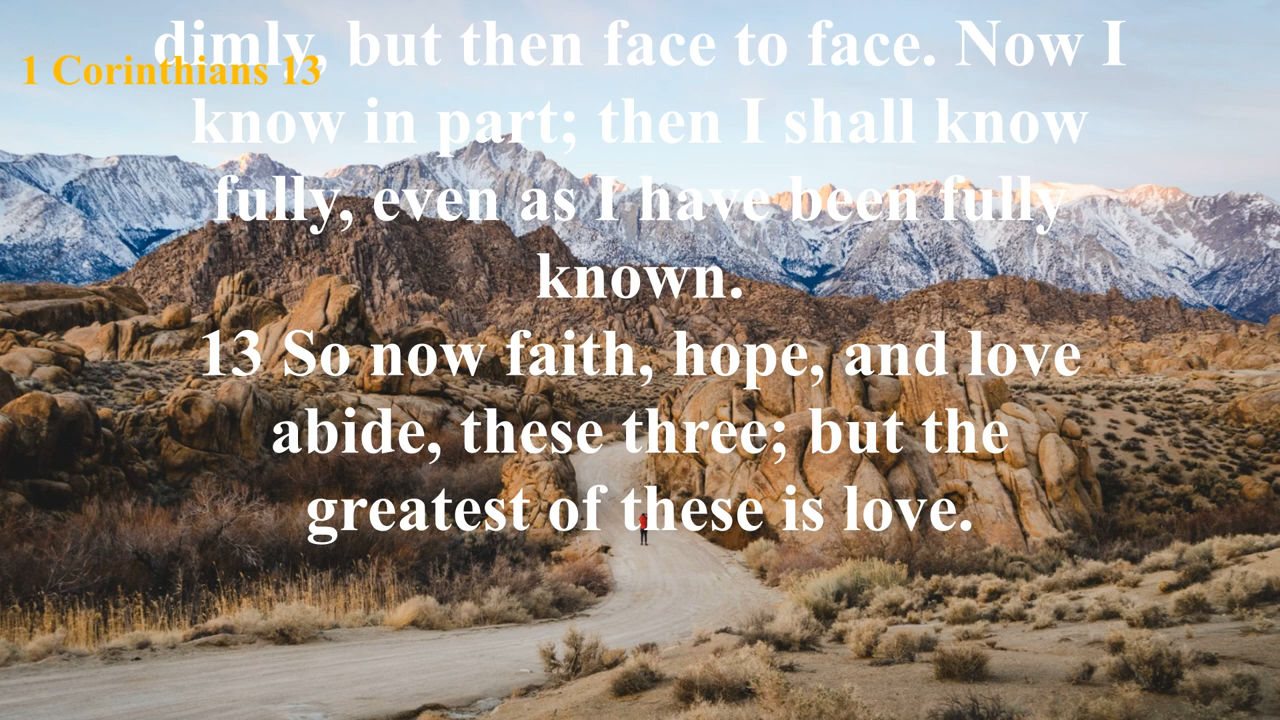 dimly, but then face to face. Now I
1 Corinthians 13
know in part; then I shall know
fully, even as I have been fully
known.
13 So now faith, hope, and love
abide, these three; but the
greatest of these is love.